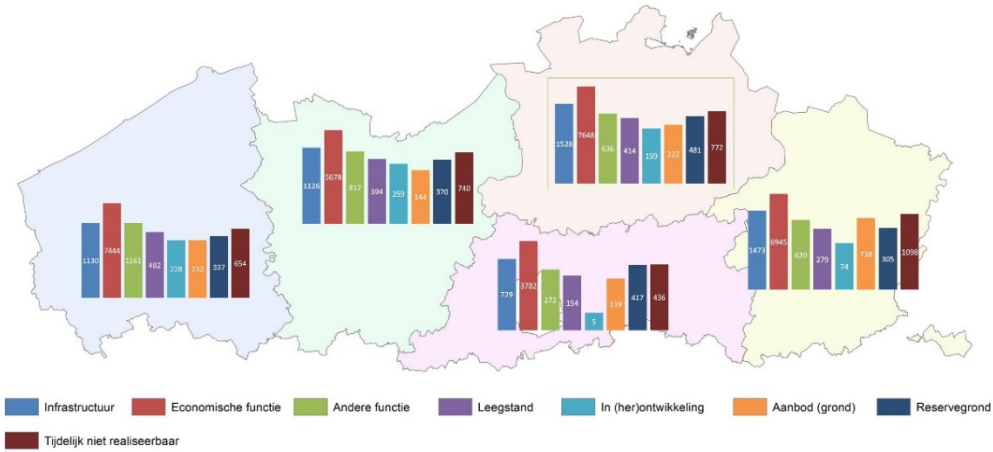 1528 7648 636 414 159 222 481 772
1126 5678 812 394 259 144 370 740
1473 6945 620 279 74 738 305 1098
1130 7444 1161 482 228 232 337 654
729 3782 272 154 5 119 417 436
Infrastructuur Economische functie Andere functie Leegstand In (her)ontwikkeling Aanbod (grond) Reservegrond
Tijdelijk niet realiseerbaar